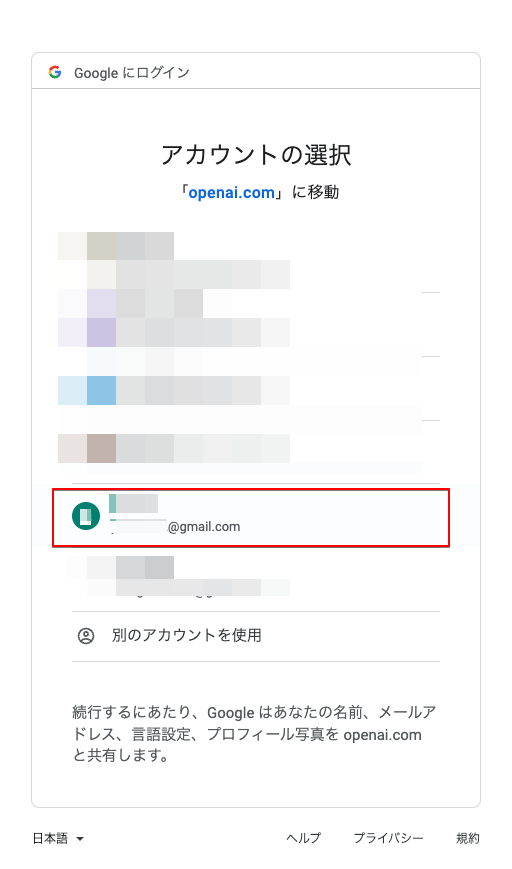 Google にログイン
アカウントの選択
「openai.com」に移動
@gmail.com
別のアカウントを使用
続行するにあたり、Google はあなたの名前、メールア
ドレス、言語設定、プロフィール写真を openai.com
と共有します。
日本語
ヘルプ
プライバシー
規約